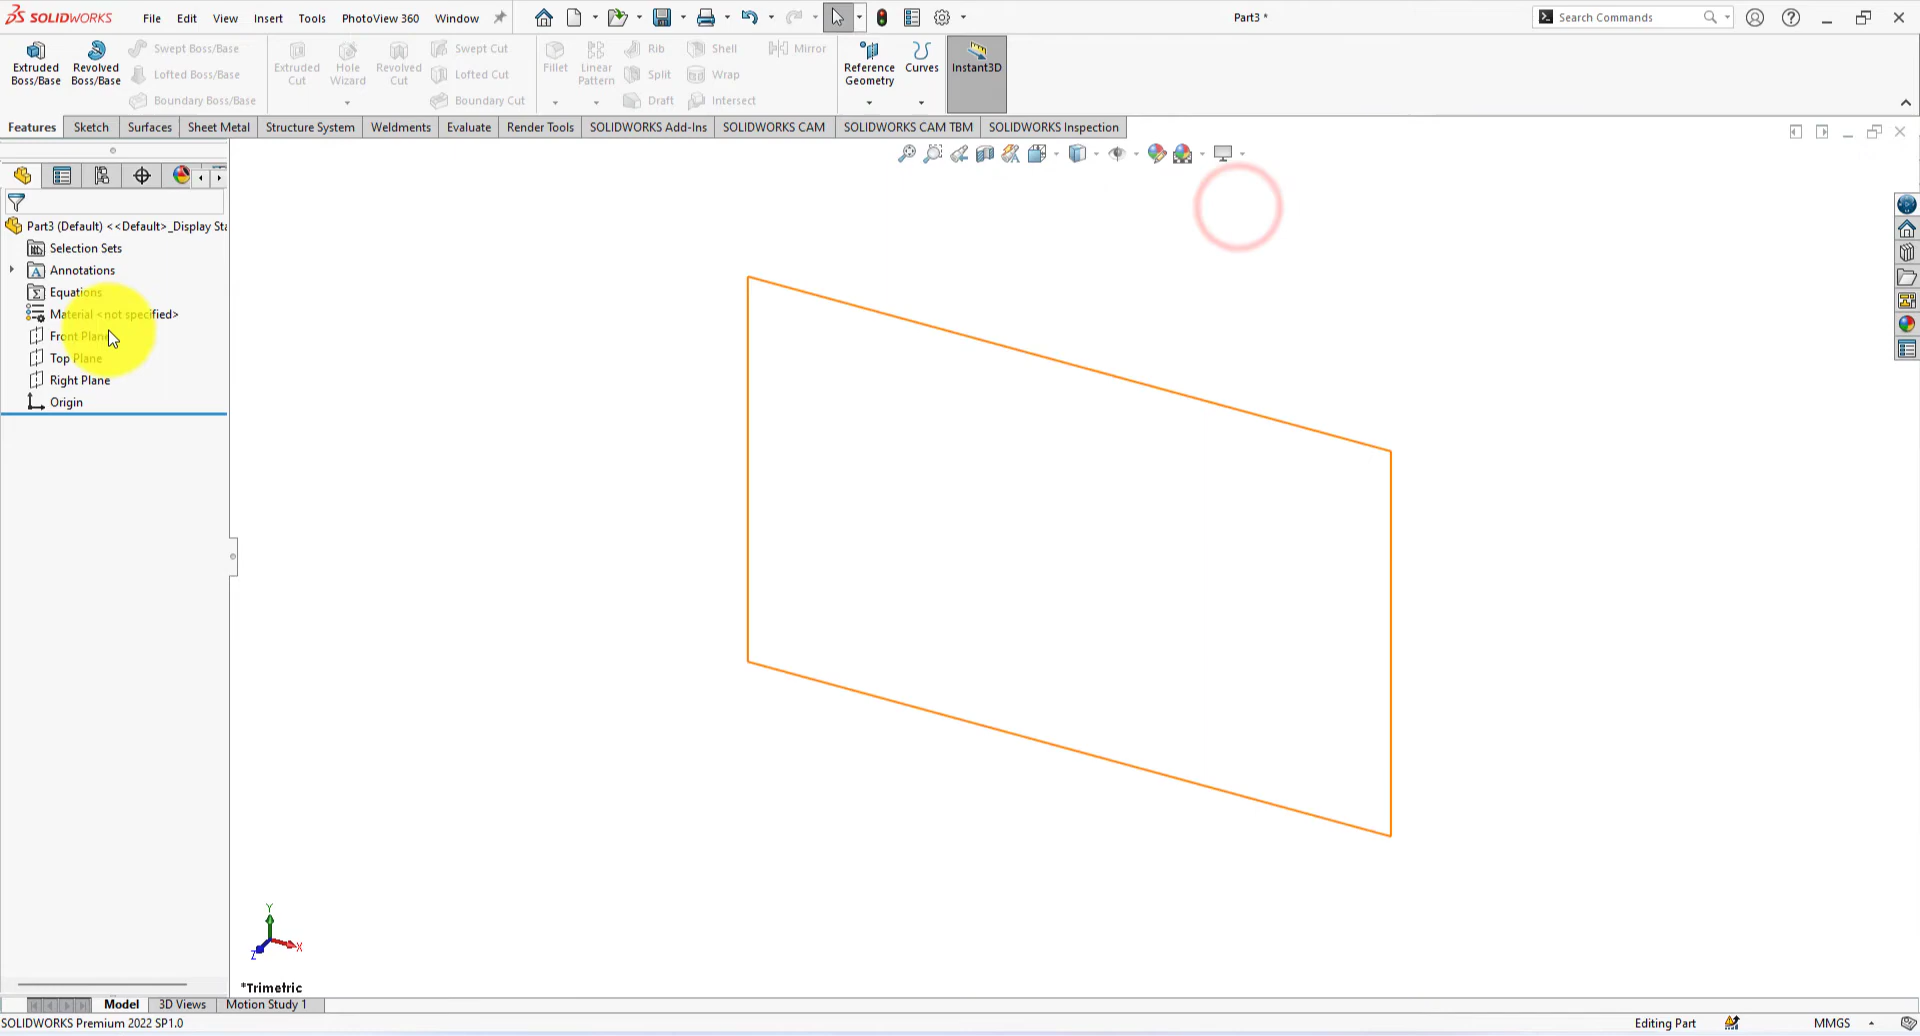 SOLIDWORKS File Edit View Insert Tools PhotoView 360 Window Part3 * Search Commands
Extruded Boss/Base
Revolved Boss/Base
Swept Boss/Base
Lofted Boss/Base
Boundary Boss/Base
Extruded Cut
Hole Wizard
Revolved Cut
Swept Cut
Lofted Cut
Boundary Cut
Fillet
Linear Pattern
Rib
Split
Draft
Shell
Wrap
Intersect
Mirror
Reference Geometry
Curves
Instant3D
Features Sketch Surfaces Sheet Metal Structure System Weldments Evaluate Render Tools SOLIDWORKS Add-Ins SOLIDWORKS CAM SOLIDWORKS CAM TBM SOLIDWORKS Inspection
Part3 (Default) <<Default>_Display Sta
Selection Sets
Annotations
Equations
Material <not specified>
Front Plane
Top Plane
Right Plane
Origin
Y
X
Z
*Trimetric
Model 3D Views Motion Study 1
SOLIDWORKS Premium 2022 SP1.0 Editing Part MMGS